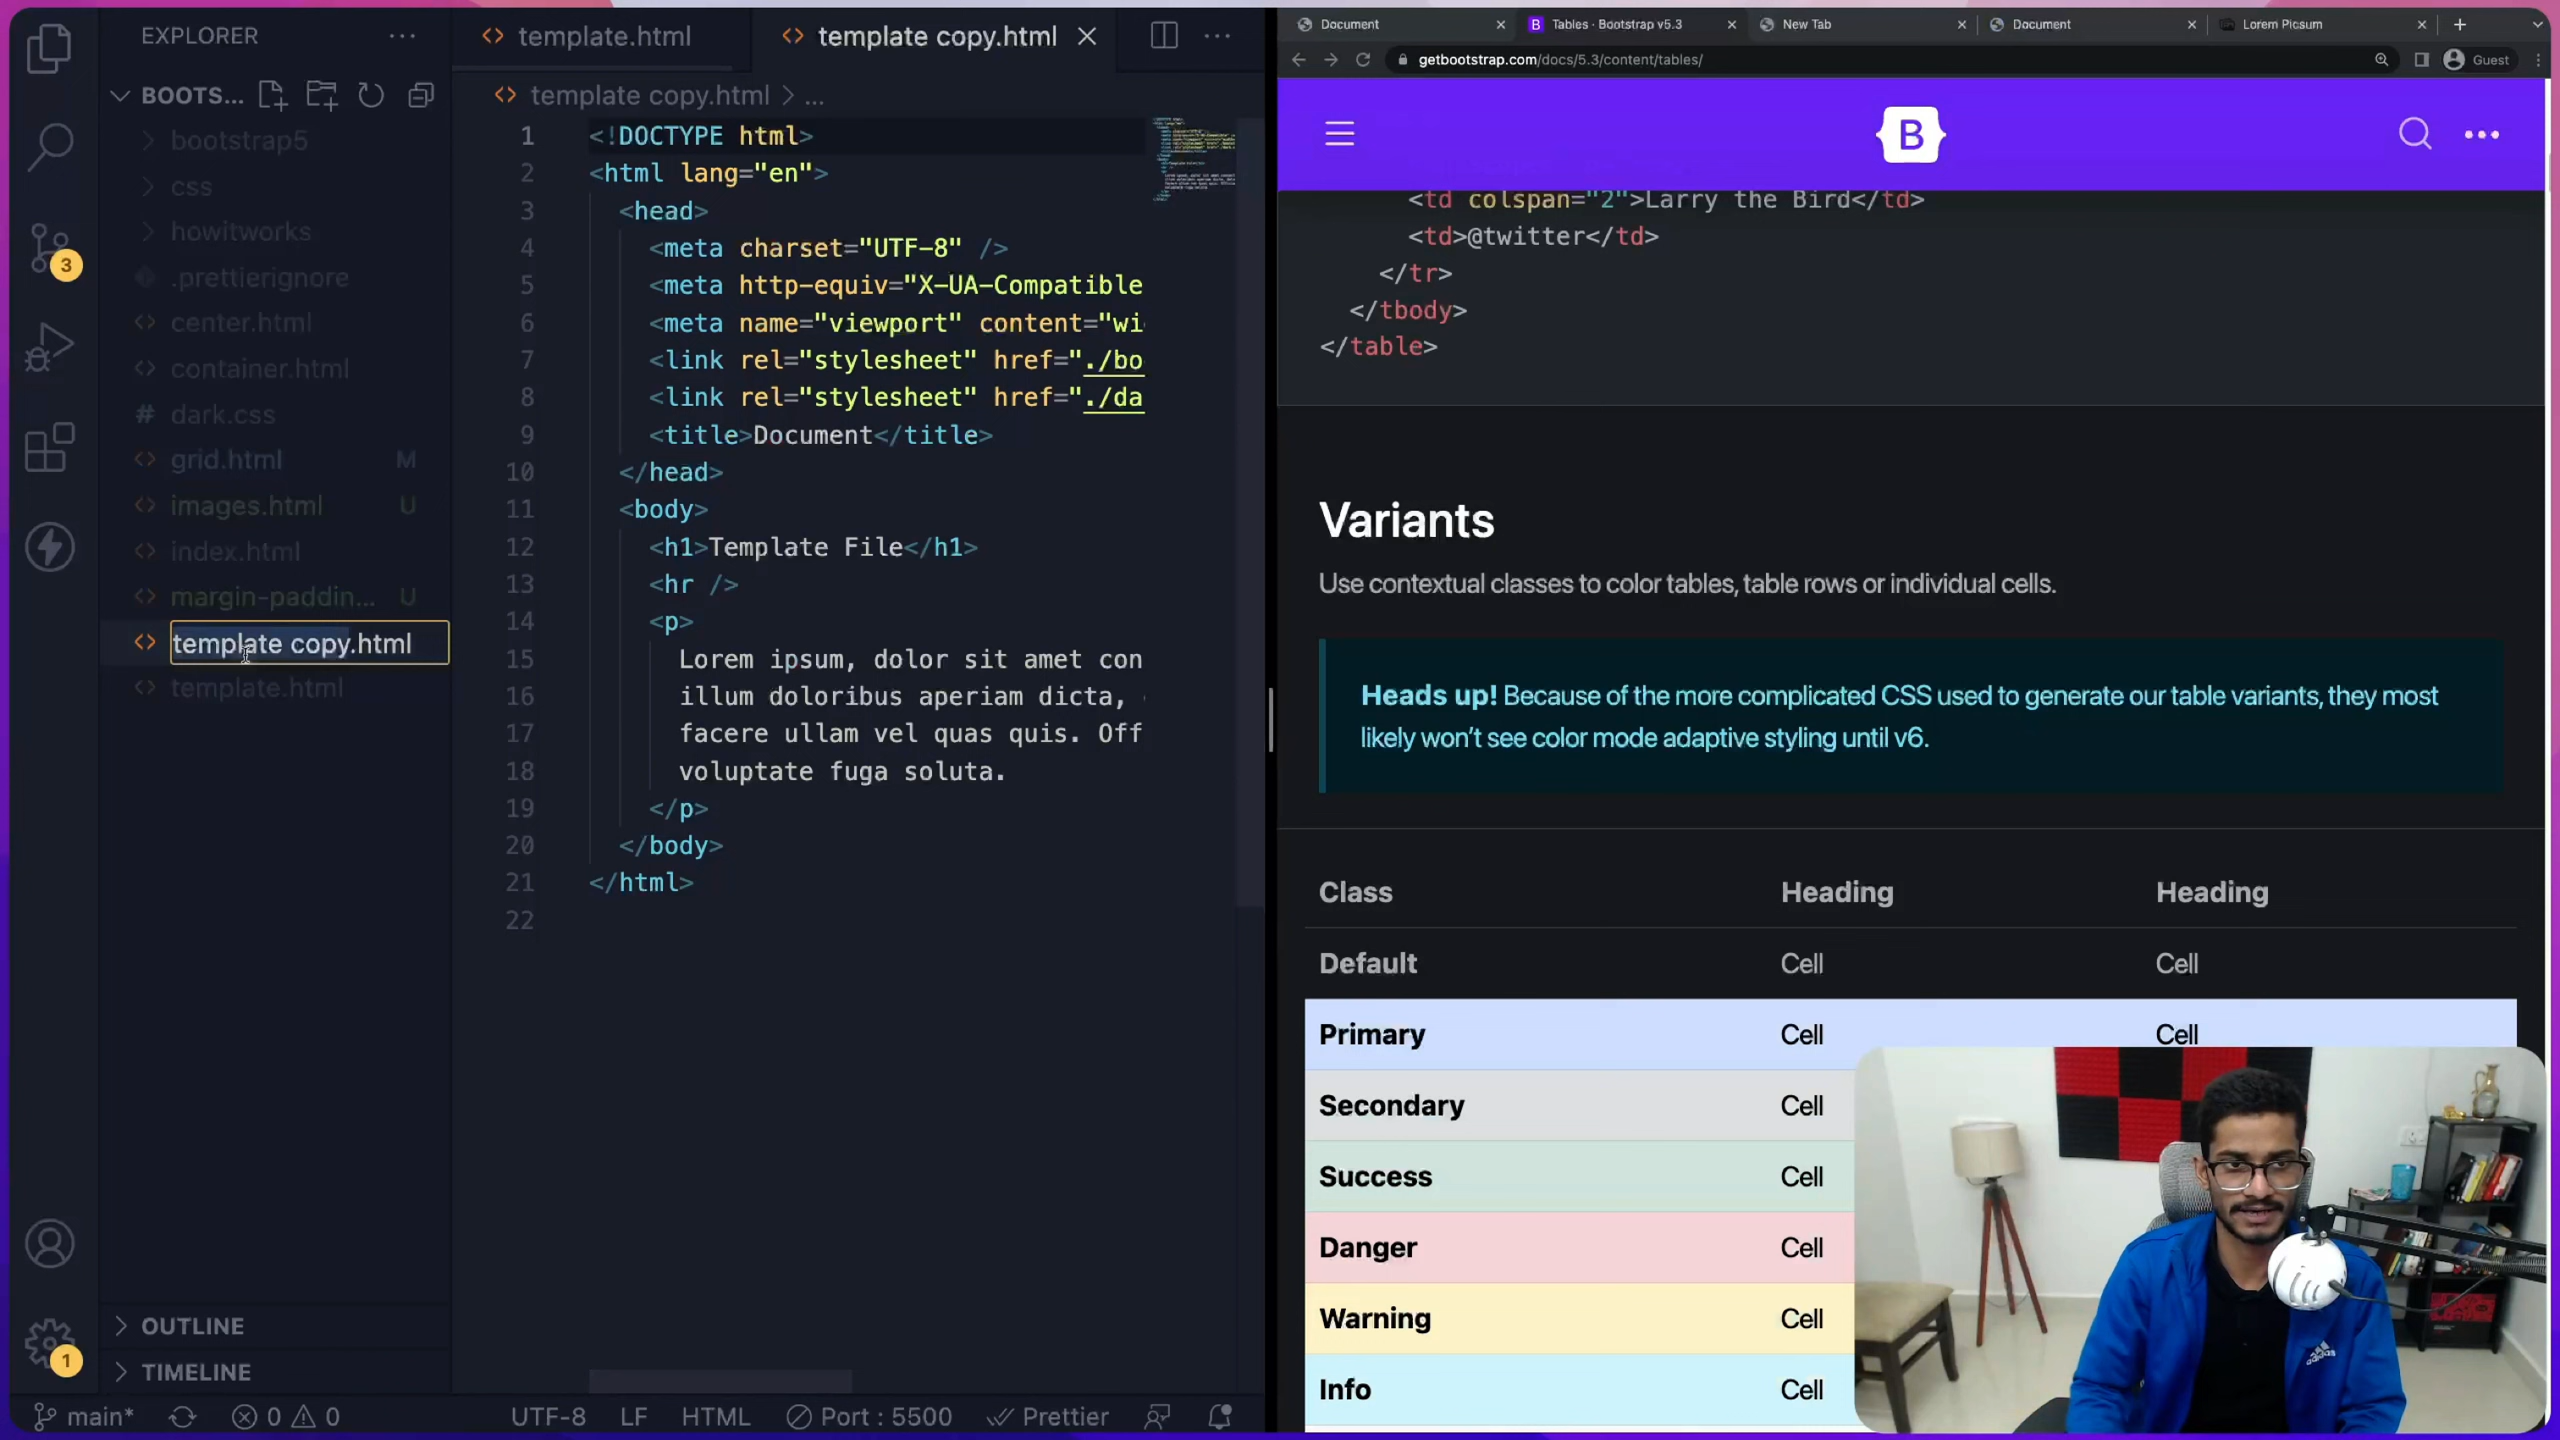 EXPLORER
BOOTS...
bootstrap5
css
howitworks
.prettierignore
center.html
container.html
dark.css
grid.html M
images.html U
index.html
margin-paddin... U
template copy.html
template.html
OUTLINE
TIMELINE
3
1
template.html
template copy.html
template copy.html > ...
1 <!DOCTYPE html>
2 <html lang="en">
3 <head>
4 <meta charset="UTF-8" />
5 <meta http-equiv="X-UA-Compatible
6 <meta name="viewport" content="wi
7 <link rel="stylesheet" href="./bo
8 <link rel="stylesheet" href="./da
9 <title>Document</title>
10 </head>
11 <body>
12 <h1>Template File</h1>
13 <hr />
14 <p>
15 Lorem ipsum, dolor sit amet con
16 illum doloribus aperiam dicta,
17 facere ullam vel quas quis. Off
18 voluptate fuga soluta.
19 </p>
20 </body>
21 </html>
22
main* 0 0 UTF-8 LF HTML Port : 5500 Prettier
Document
Tables · Bootstrap v5.3
New Tab
Document
Lorem Picsum
getbootstrap.com/docs/5.3/content/tables/
Guest
B
<td colspan="2">Larry the Bird</td>
<td>@twitter</td>
</tr>
</tbody>
</table>
Variants
Use contextual classes to color tables, table rows or individual cells.
Heads up! Because of the more complicated CSS used to generate our table variants, they most
likely won't see color mode adaptive styling until v6.
Class Heading Heading
Default Cell Cell
Primary Cell Cell
Secondary Cell
Success Cell
Danger Cell
Warning Cell
Info Cell
adidas